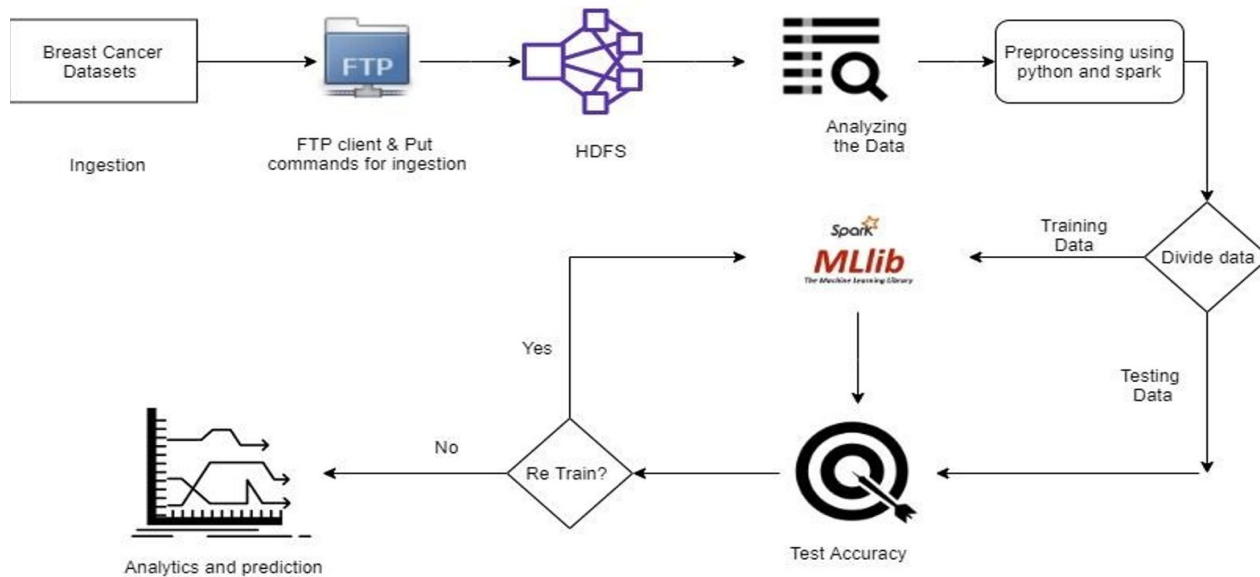 Breast Cancer
Datasets
FTP
Preprocessing using
python and spark
Ingestion
FTP client & Put
commands for ingestion
HDFS
Analyzing
the Data
Spark
MLlib
The Machine Learning Library
Training
Data
Divide data
Yes
Testing
Data
No
Re Train?
Test Accuracy
Analytics and prediction